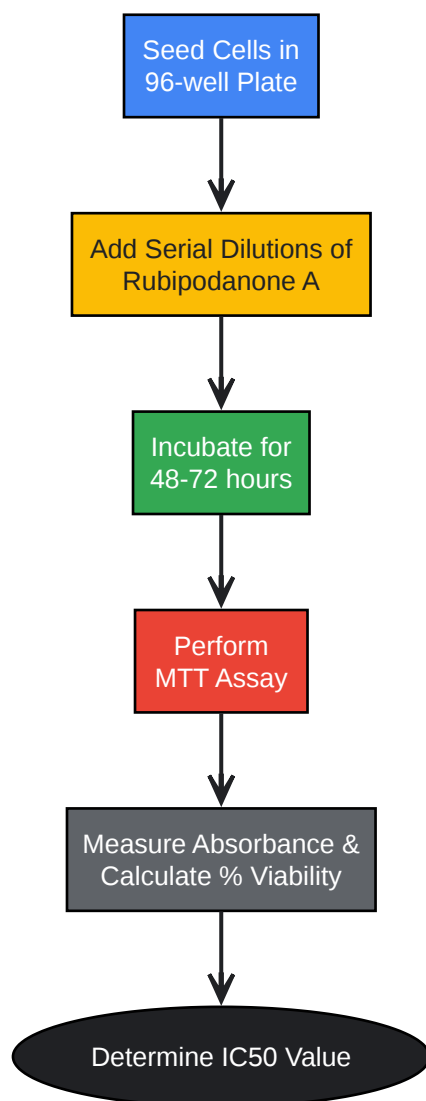 Seed Cells in
96-well Plate
Add Serial Dilutions of
Rubipodanone A
Incubate for
48-72 hours
Perform
MTT Assay
Measure Absorbance &
Calculate % Viability
Determine IC50 Value